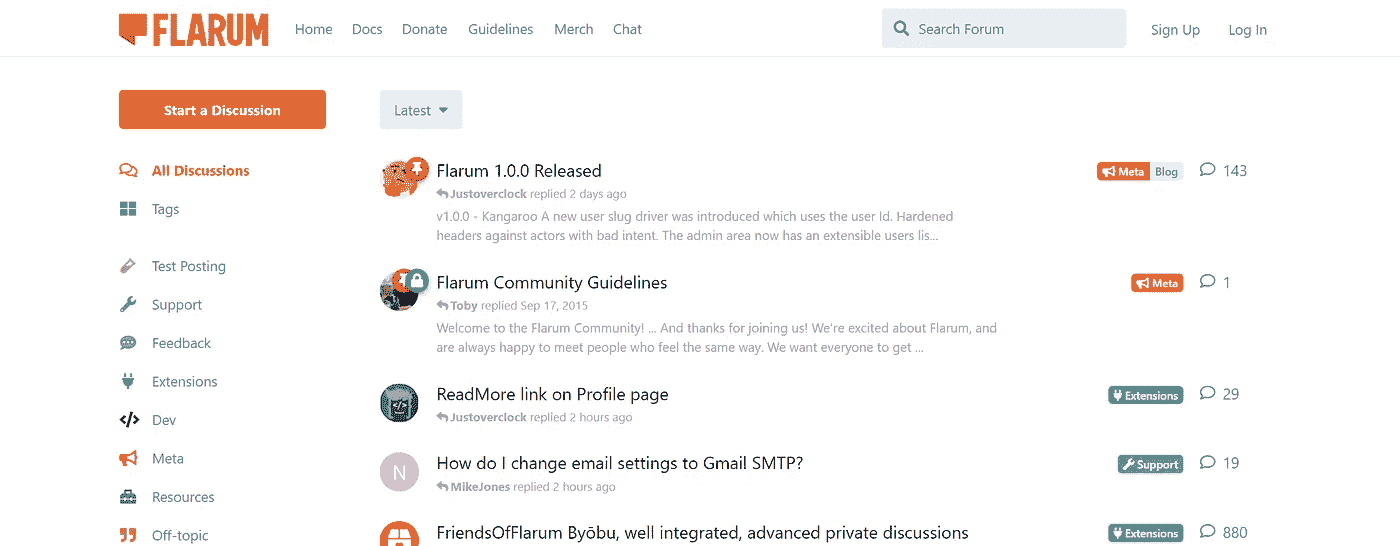 FLARUM Home Docs Donate Guidelines Merch Chat Search Forum Sign Up Log In
Start a Discussion
All Discussions
Tags
Test Posting
Support
Feedback
Extensions
Dev
Meta
Resources
Off-topic
Latest
Flarum 1.0.0 Released Meta Blog 143
Justoverclock replied 2 days ago
v1.0.0 - Kangaroo A new user slug driver was introduced which uses the user Id. Hardened
headers against actors with bad intent. The admin area now has an extensible users lis...
Flarum Community Guidelines Meta 1
Toby replied Sep 17, 2015
Welcome to the Flarum Community! ... And thanks for joining us! We're excited about Flarum, and
are always happy to meet people who feel the same way. We want everyone to get ...
ReadMore link on Profile page Extensions 29
Justoverclock replied 2 hours ago
N
How do I change email settings to Gmail SMTP? Support 19
MikeJones replied 2 hours ago
FriendsOfFlarum Byōbu, well integrated, advanced private discussions Extensions 880